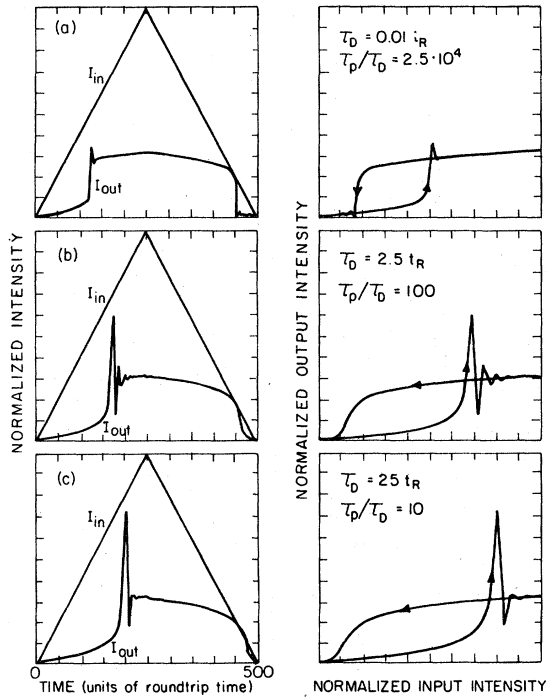 (a)
I_in
I_out
τ_D = 0.01 t_R
τ_p/τ_D = 2.5·10⁴
(b)
I_in
I_out
τ_D = 2.5 t_R
τ_p/τ_D = 100
(c)
I_in
I_out
τ_D = 25 t_R
τ_p/τ_D = 10
NORMALIZED INTENSITY
NORMALIZED OUTPUT INTENSITY
0 500
TIME (units of roundtrip time)
NORMALIZED INPUT INTENSITY